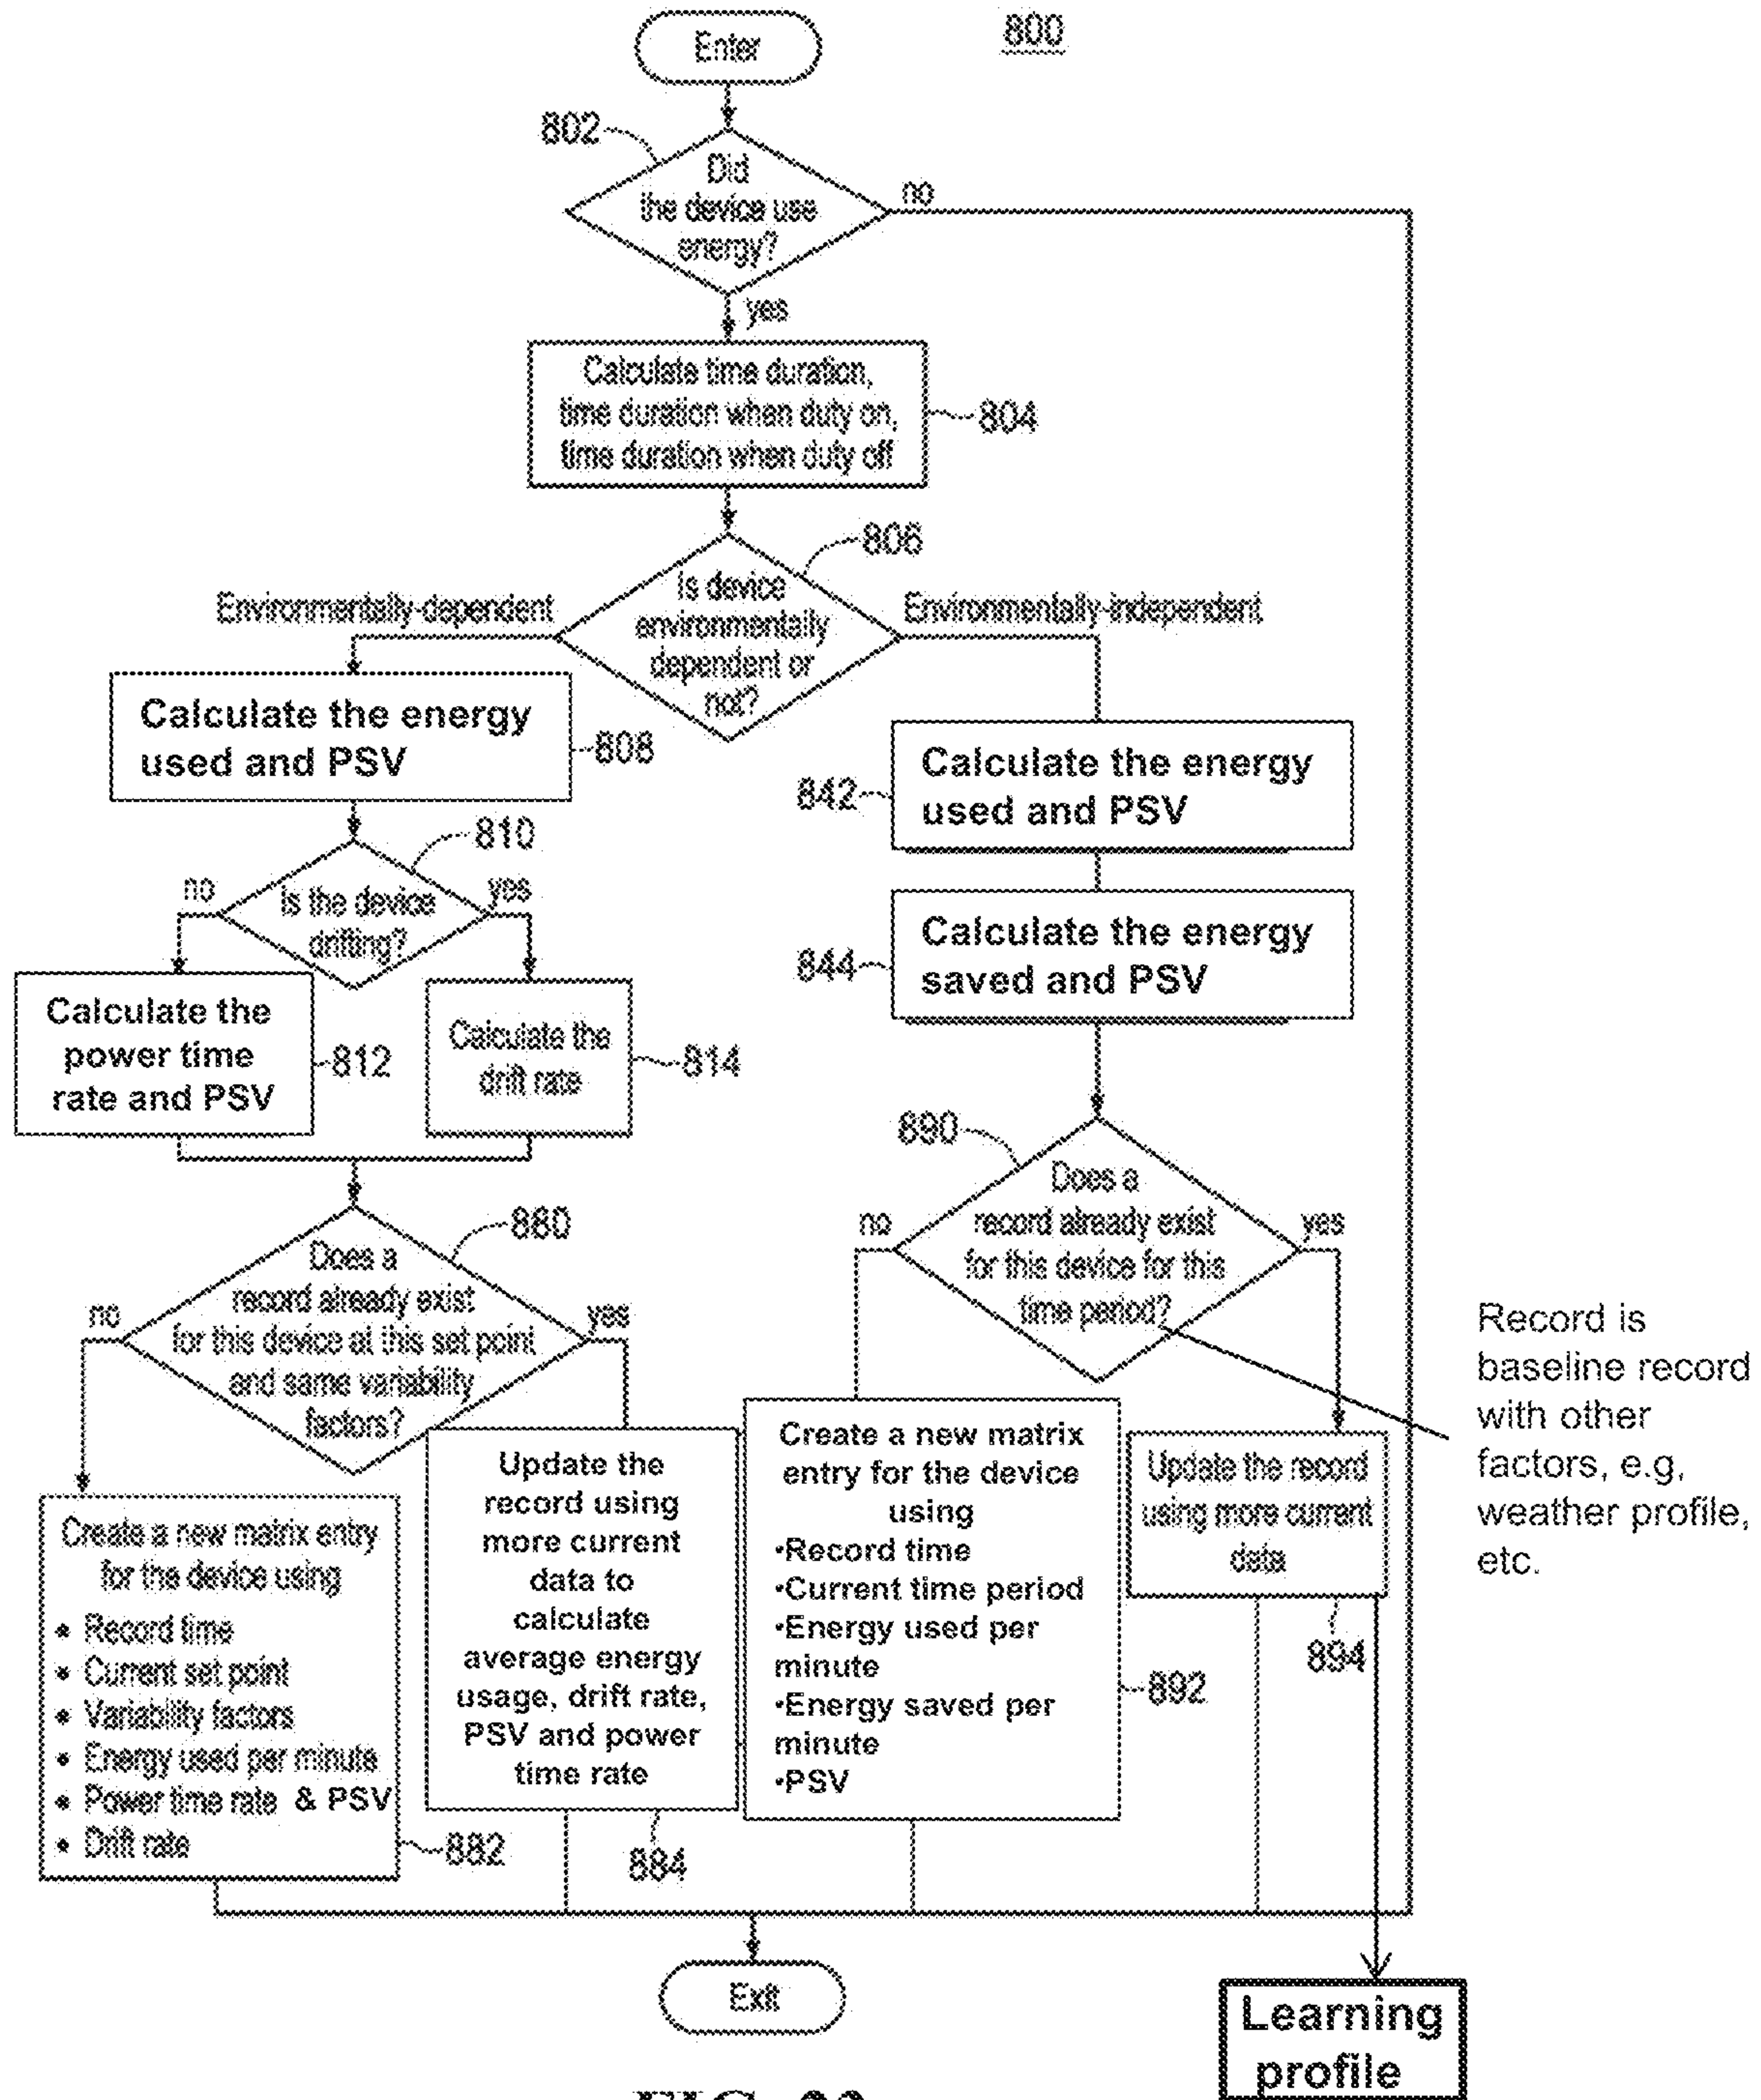 800
Enter
802
Did
the device use
energy?
no
yes
Calculate time duration,
time duration when duty on,
time duration when duty off
804
806
Is device
environmentally
dependent or
not?
Environmentally-dependent
Environmentally-independent
Calculate the energy
used and PSV
808
842
Calculate the energy
used and PSV
810
Is the device
drifting?
no
yes
844
Calculate the energy
saved and PSV
Calculate the
power time
rate and PSV
812
Calculate the
drift rate
814
880
Does a
record already exist
for this device at this set point
and same variability
factors?
no
yes
890
Does a
record already exist
for this device for this
time period?
no
yes
Record is
baseline record
with other
factors, e.g,
weather profile,
etc.
Create a new matrix entry
for the device using
• Record time
• Current set point
• Variability factors
• Energy used per minute
• Power time rate & PSV
• Drift rate
882
Update the
record using
more current
data to
calculate
average energy
usage, drift rate,
PSV and power
time rate
884
Create a new matrix
entry for the device
using
•Record time
•Current time period
•Energy used per
minute
•Energy saved per
minute
•PSV
892
Update the record
using more current
data
894
Exit
Learning
profile